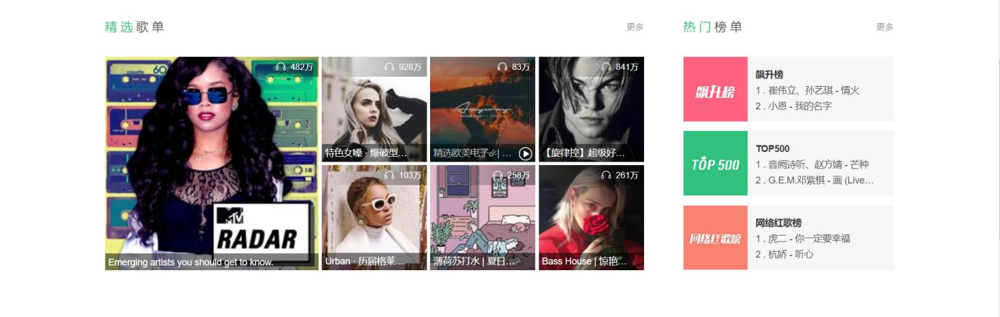 精选歌单
更多
482万
cassette 60
MTV
RADAR
Emerging artists you should get to know.
928万
特色女嗓 · 爆破型…
83万
Anyway
精选欧美电子 | …
841万
【旋律控】超级好…
103万
Urban · 历届格莱…
258万
薄荷苏打水 | 夏日…
261万
Bass House | 惊艳…
热门榜单
更多
飙升榜
飙升榜
1 . 崔伟立、孙艺琪 - 情火
2 . 小恩 - 我的名字
TOP 500
TOP500
1 . 音阙诗听、赵方婧 - 芒种
2 . G.E.M.邓紫棋 - 画 (Live…
网络红歌榜
网络红歌榜
1 . 虎二 - 你一定要幸福
2 . 杭娇 - 听心